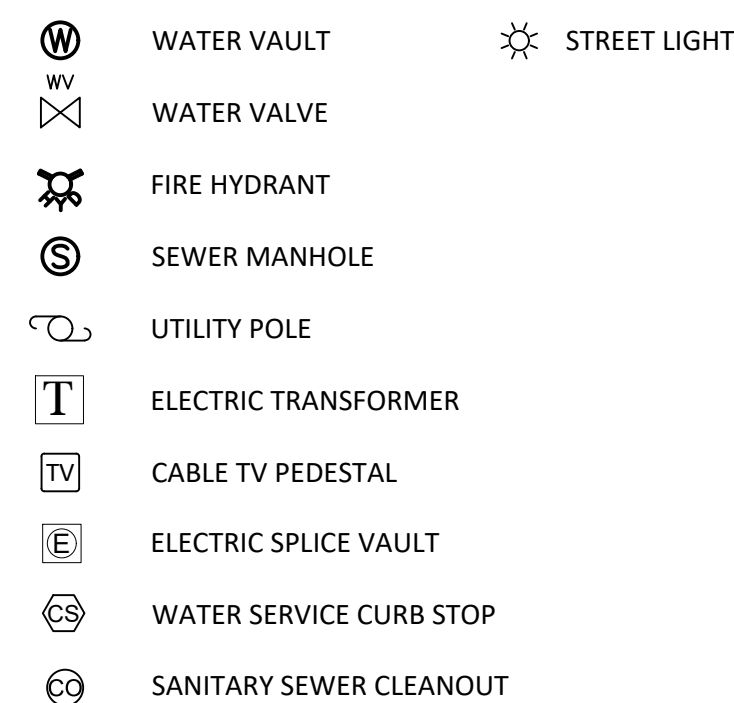 W WATER VAULT STREET LIGHT
WV
WATER VALVE
HYD FIRE HYDRANT
S SEWER MANHOLE
UTILITY POLE
T ELECTRIC TRANSFORMER
TV CABLE TV PEDESTAL
E ELECTRIC SPLICE VAULT
CS WATER SERVICE CURB STOP
CO SANITARY SEWER CLEANOUT